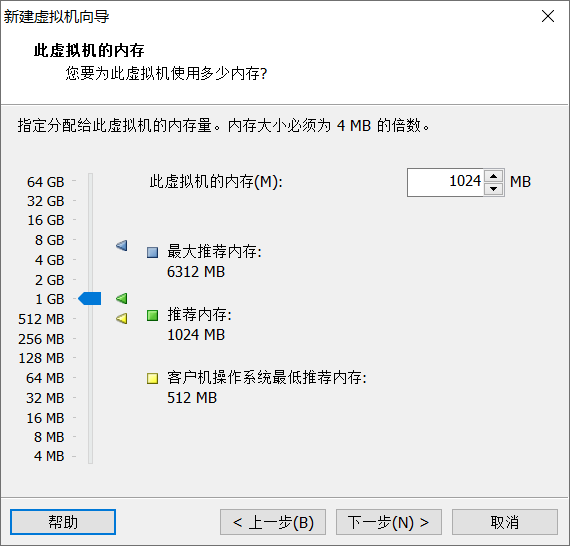 新建虚拟机向导
此虚拟机的内存
您要为此虚拟机使用多少内存?
指定分配给此虚拟机的内存量。内存大小必须为 4 MB 的倍数。
64 GB
32 GB
16 GB
8 GB
4 GB
2 GB
1 GB
512 MB
256 MB
128 MB
64 MB
32 MB
16 MB
8 MB
4 MB
此虚拟机的内存(M): 1024 MB
最大推荐内存:
6312 MB
推荐内存:
1024 MB
客户机操作系统最低推荐内存:
512 MB
帮助 < 上一步(B) 下一步(N) > 取消